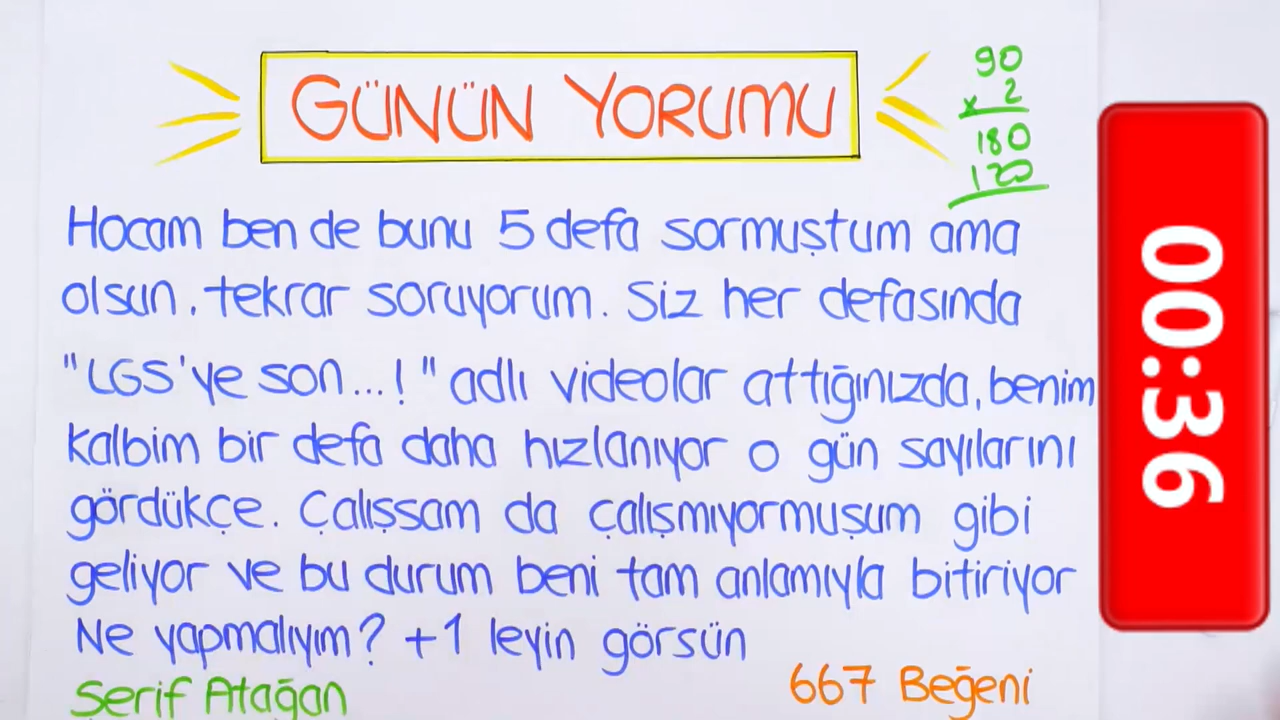 GÜNÜN YORUMU
90
x 2
180
120
Hocam ben de bunu 5 defa sormuştum ama
olsun, tekrar soruyorum. Siz her defasında
"LGS'ye son...!" adlı videolar attığınızda, benim
kalbim bir defa daha hızlanıyor o gün sayılarını
gördükçe. Çalışsam da çalışmıyormuşum gibi
geliyor ve bu durum beni tam anlamıyla bitiriyor
Ne yapmalıyım? +1 leyin görsün
Şerif Atağan
667 Beğeni
00:36